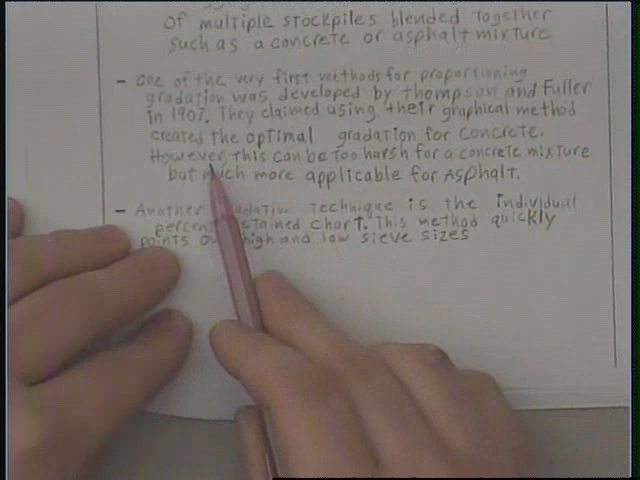 of multiple stockpiles blended together
such as a concrete or asphalt mixture
- One of the very first methods for proportioning
gradation was developed by thompson and Fuller
in 1907. They claimed using their graphical method
created the optimal gradation for concrete.
However this can be too harsh for a concrete mixture
but much more applicable for Asphalt.
- Another technique is the individual
percent retained chart. This method quickly
points high and low sieve sizes